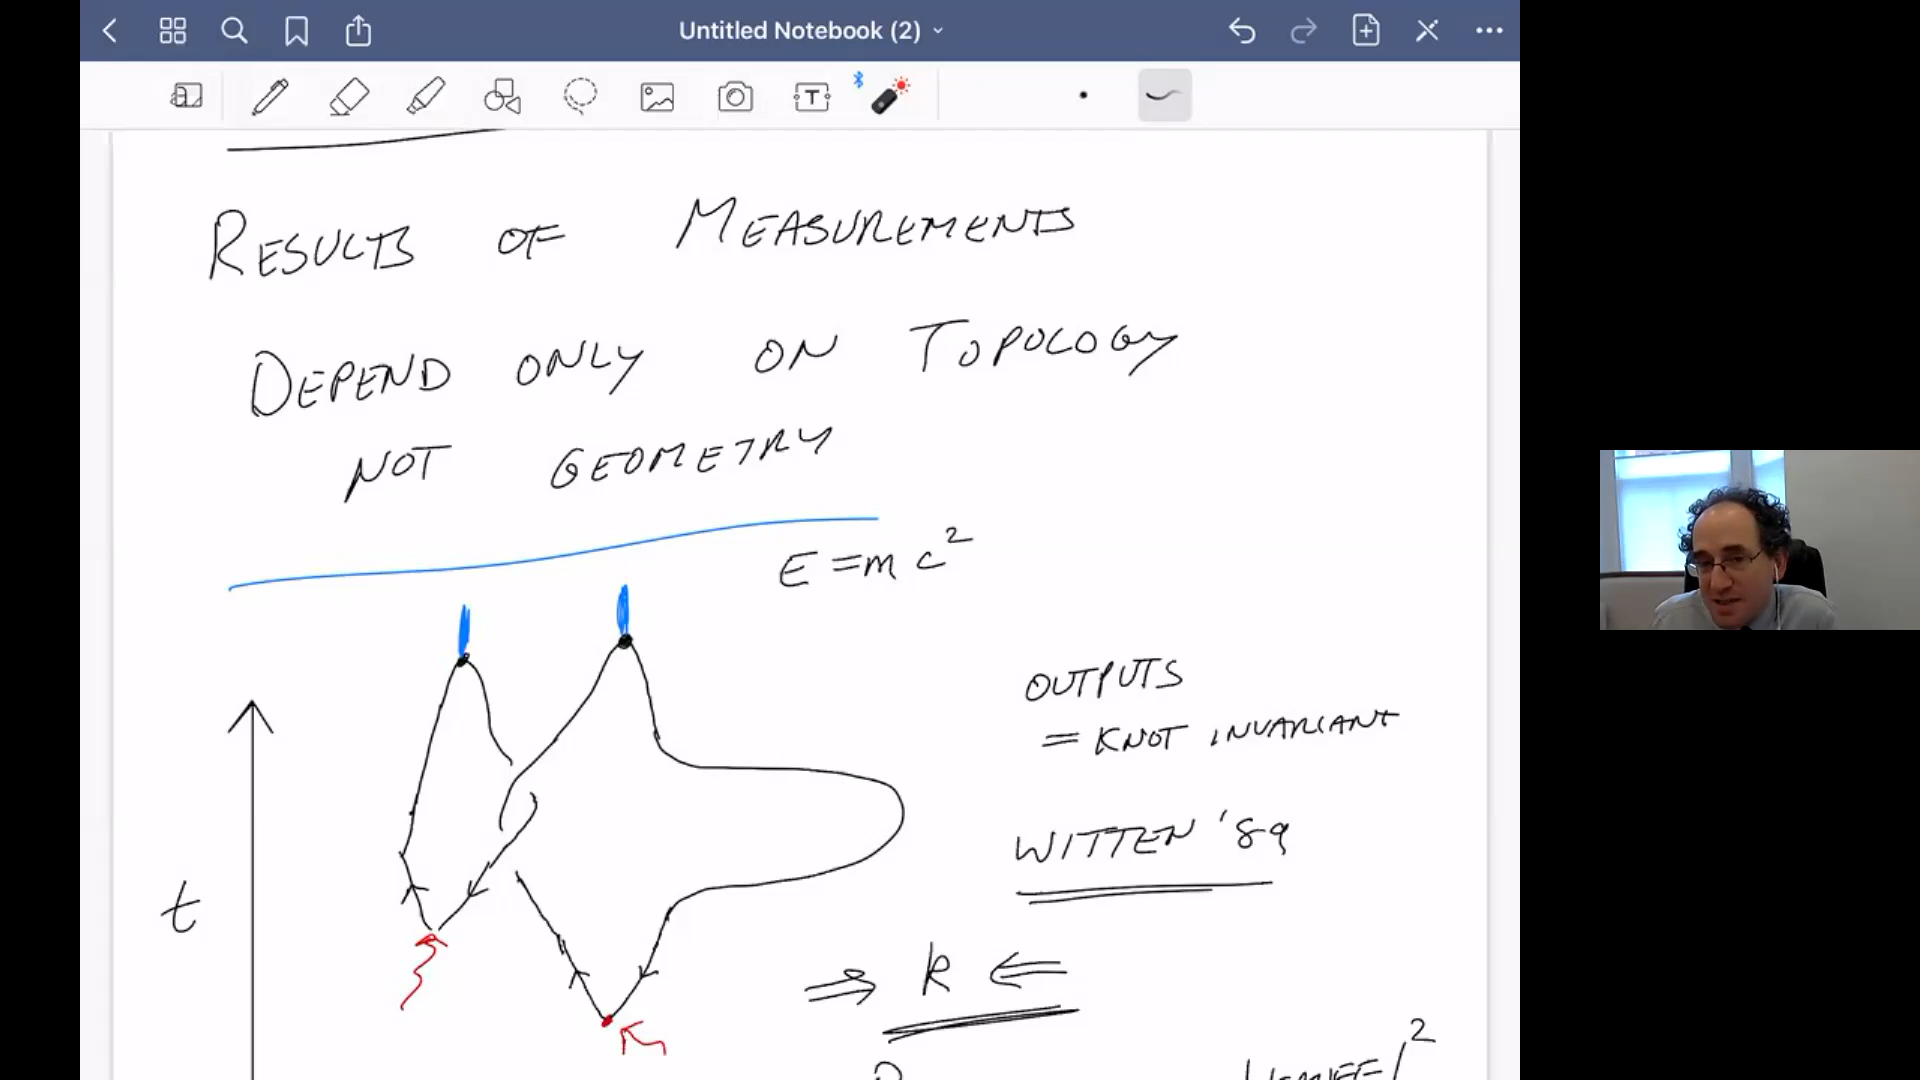 Untitled Notebook (2)
T
RESULTS OF MEASUREMENTS
DEPEND ONLY ON TOPOLOGY
NOT GEOMETRY
E = mc²
OUTPUTS
= KNOT INVARIANT
WITTEN '89
t
⇒ k ⇐